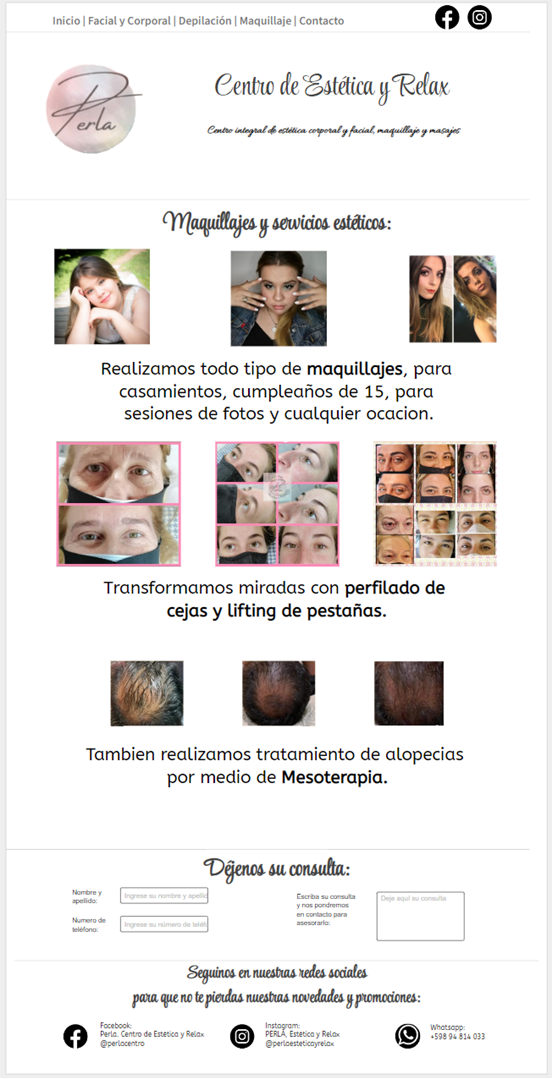 Inicio | Facial y Corporal | Depilación | Maquillaje | Contacto
Perla
Centro de Estética y Relax
Centro integral de estética corporal y facial, maquillaje y masajes
Maquillajes y servicios estéticos:
Realizamos todo tipo de maquillajes, para
casamientos, cumpleaños de 15, para
sesiones de fotos y cualquier ocacion.
Transformamos miradas con perfilado de
cejas y lifting de pestañas.
Tambien realizamos tratamiento de alopecias
por medio de Mesoterapia.
Déjenos su consulta:
Nombre y
apellido:
Ingrese su nombre y apellid
Numero de
teléfono:
Ingrese su número de teléf
Escriba su consulta
y nos pondremos
en contacto para
asesorarlo:
Deje aquí su consulta
Seguinos en nuestras redes sociales
para que no te pierdas nuestras novedades y promociones:
Facebook:
Perla. Centro de Estética y Relax
@perlacentro
Instagram:
PERLA, Estética y Relax
@perlaesteticayrelax
Whatsapp:
+598 94 814 033